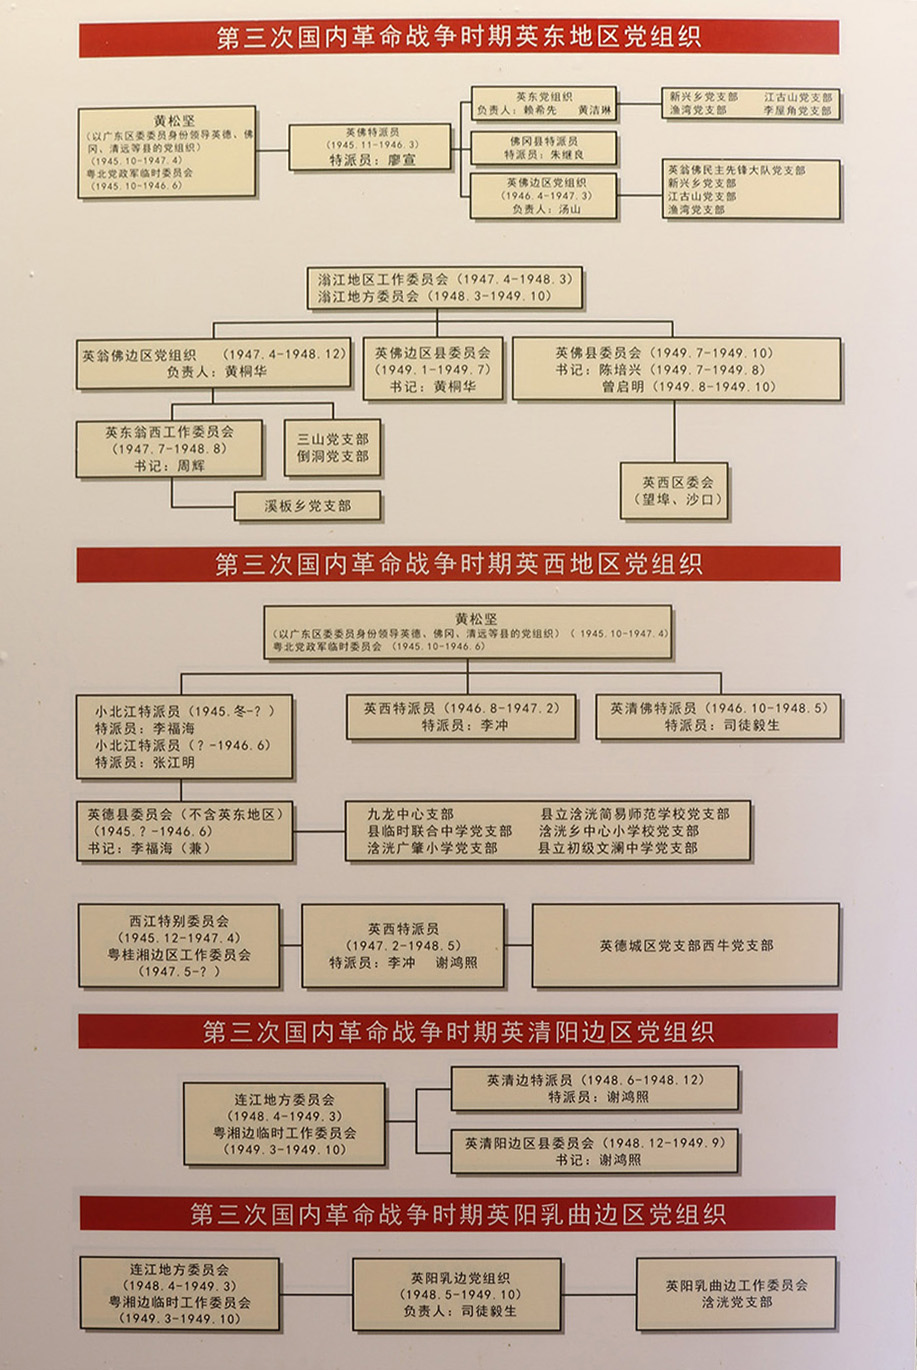 第三次国内革命战争时期英东地区党组织
黄松坚
(以广东区委委员身份领导英德、佛
冈、清远等县的党组织)
(1945.10-1947.4)
粤北党政军临时委员会
(1945.10-1946.6)
英佛特派员
(1945.11-1946.3)
特派员：廖宣
英东党组织
负责人：赖希先 黄洁琳
佛冈县特派员
特派员：朱继良
英佛边区党组织
(1946.4-1947.3)
负责人：汤山
新兴乡党支部 江古山党支部
渔湾党支部 李屋角党支部
英翁佛民主先锋大队党支部
新兴乡党支部
江古山党支部
渔湾党支部
滃江地区工作委员会（1947.4-1948.3）
滃江地方委员会（1948.3-1949.10）
英翁佛边区党组织 (1947.4-1948.12)
负责人：黄桐华
英佛边区县委员会
(1949.1-1949.7)
书记：黄桐华
英佛县委员会（1949.7-1949.10）
书记：陈培兴（1949.7-1949.8）
曾启明（1949.8-1949.10）
英东翁西工作委员会
(1947.7-1948.8)
书记：周辉
三山党支部
倒洞党支部
溪板乡党支部
英西区委会
（望埠、沙口）
第三次国内革命战争时期英西地区党组织
黄松坚
(以广东区委委员身份领导英德、佛冈、清远等县的党组织) (1945.10-1947.4)
粤北党政军临时委员会 (1945.10-1946.6)
小北江特派员(1945.冬-？)
特派员：李福海
小北江特派员(？-1946.6)
特派员：张江明
英西特派员(1946.8-1947.2)
特派员：李冲
英清佛特派员(1946.10-1948.5)
特派员：司徒毅生
英德县委员会（不含英东地区）
(1945.？-1946.6)
书记：李福海（兼）
九龙中心支部 县立浛洸简易师范学校党支部
县临时联合中学党支部 浛洸乡中心小学校党支部
浛洸广肇小学党支部 县立初级文澜中学党支部
西江特别委员会
(1945.12-1947.4)
粤桂湘边区工作委员会
(1947.5-？)
英西特派员
(1947.2-1948.5)
特派员：李冲 谢鸿照
英德城区党支部西牛党支部
第三次国内革命战争时期英清阳边区党组织
连江地方委员会
(1948.4-1949.3)
粤湘边临时工作委员会
(1949.3-1949.10)
英清边特派员（1948.6-1948.12）
特派员：谢鸿照
英清阳边区县委员会（1948.12-1949.9）
书记：谢鸿照
第三次国内革命战争时期英阳乳曲边区党组织
连江地方委员会
(1948.4-1949.3)
粤湘边临时工作委员会
(1949.3-1949.10)
英阳乳边党组织
(1948.5-1949.10)
负责人：司徒毅生
英阳乳曲边工作委员会
浛洸党支部